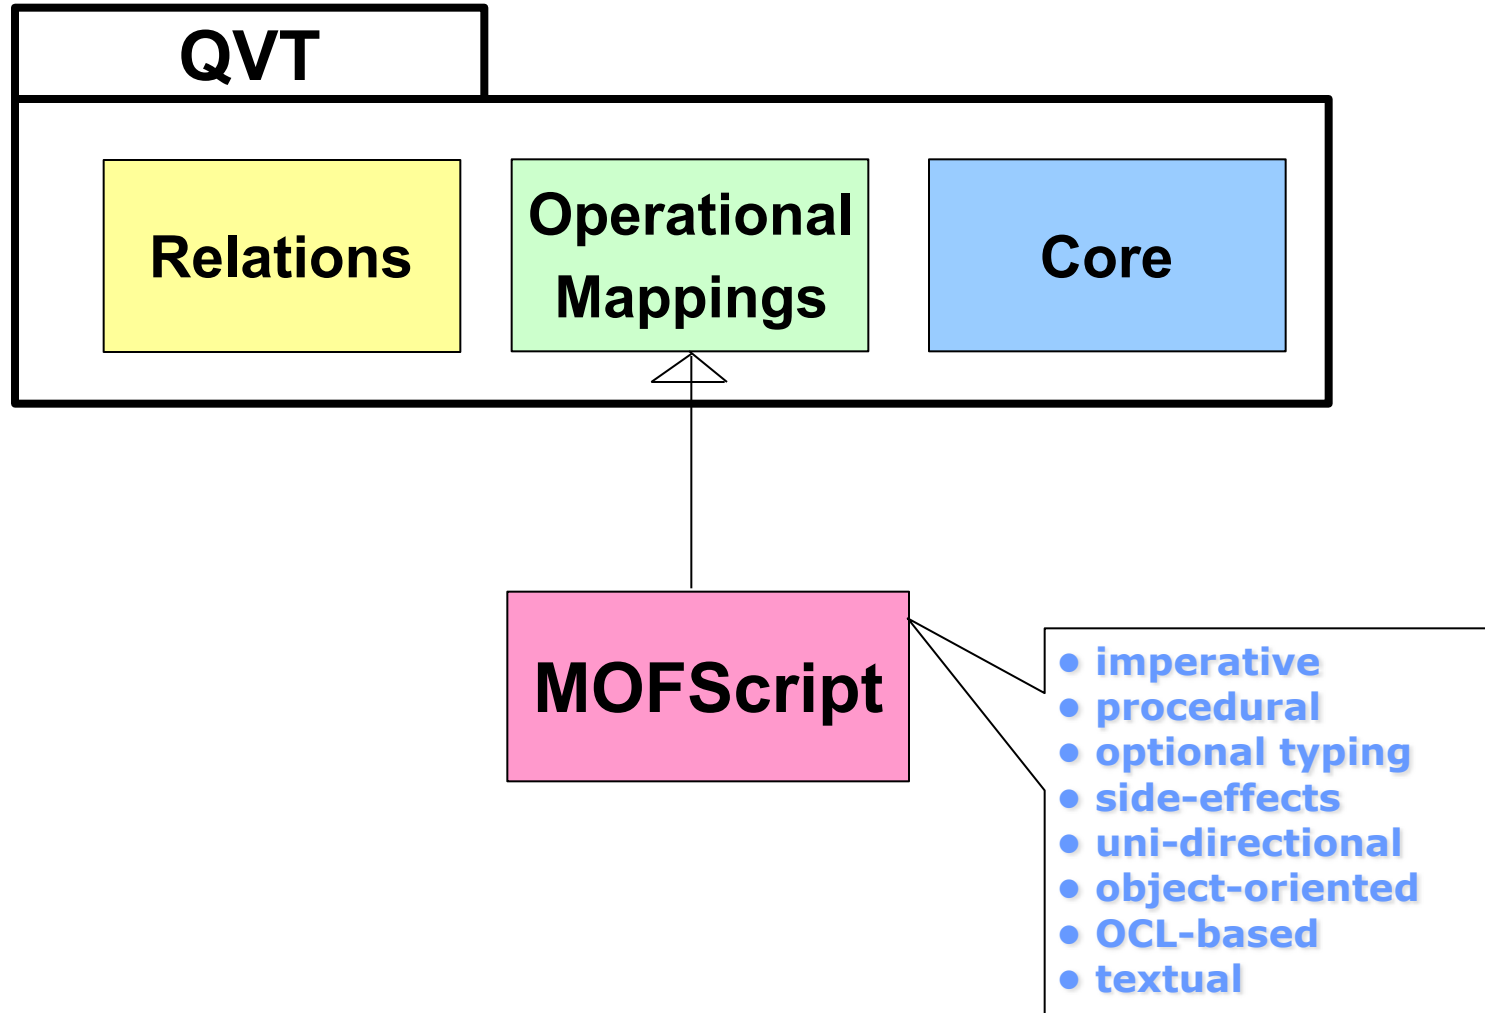 QVT
Relations
Operational
Mappings
Core
MOFScript
• imperative
• procedural
• optional typing
• side-effects
• uni-directional
• object-oriented
• OCL-based
• textual